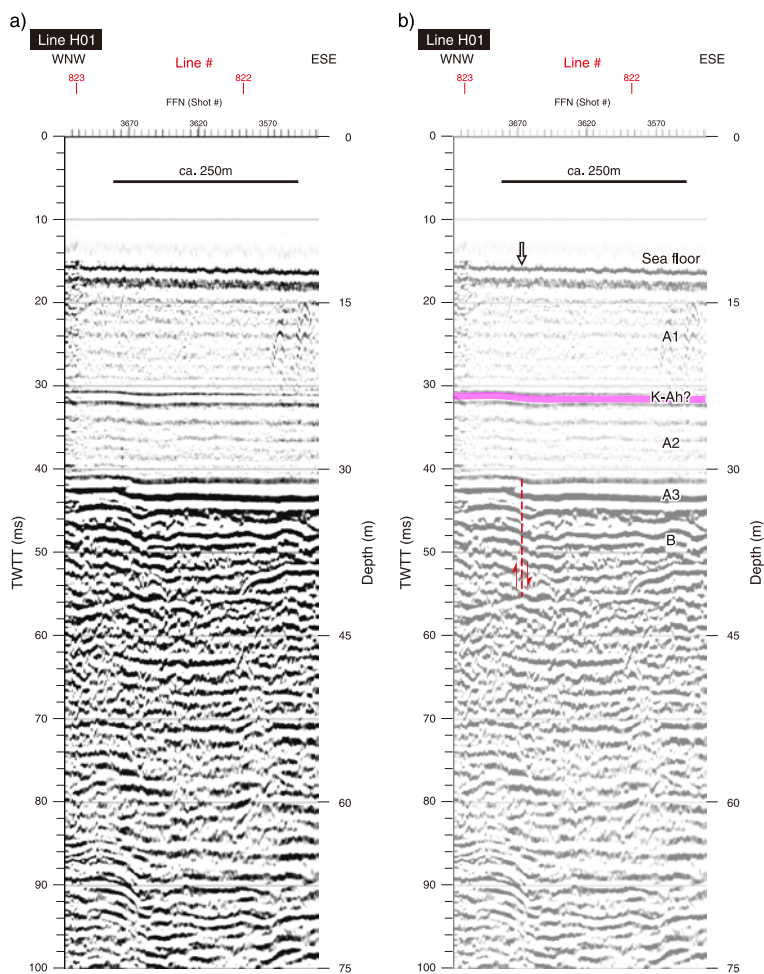 a)
Line H01
WNW
Line #
ESE
823
822
FFN (Shot #)
3670
3620
3570
ca. 250m
0
10
20
30
40
50
60
70
80
90
100
TWTT (ms)
0
15
30
45
60
75
Depth (m)
b)
Line H01
WNW
Line #
ESE
823
822
FFN (Shot #)
3670
3620
3570
ca. 250m
Sea floor
A1
K-Ah?
A2
A3
B
0
10
20
30
40
50
60
70
80
90
100
TWTT (ms)
0
15
30
45
60
75
Depth (m)